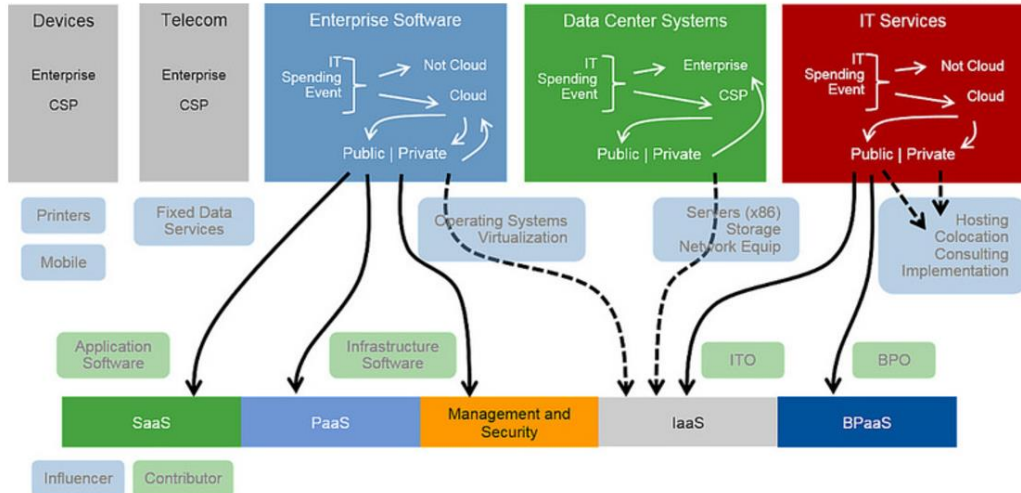 Devices
Enterprise
CSP
Telecom
Enterprise
CSP
Enterprise Software
IT
Spending
Event
Not Cloud
Cloud
Public | Private
Data Center Systems
IT
Spending
Event
Enterprise
CSP
Public | Private
IT Services
IT
Spending
Event
Not Cloud
Cloud
Public | Private
Printers
Mobile
Fixed Data
Services
Operating Systems
Virtualization
Servers (x86)
Storage
Network Equip
Hosting
Colocation
Consulting
Implementation
Application
Software
Infrastructure
Software
ITO
BPO
SaaS
PaaS
Management and
Security
IaaS
BPaaS
Influencer
Contributor